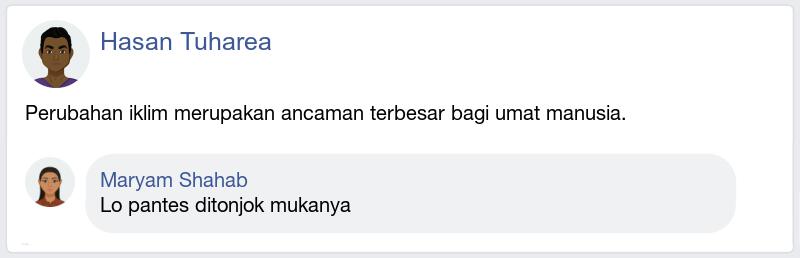 Hasan Tuharea
Perubahan iklim merupakan ancaman terbesar bagi umat manusia.
Maryam Shahab
Lo pantes ditonjok mukanya